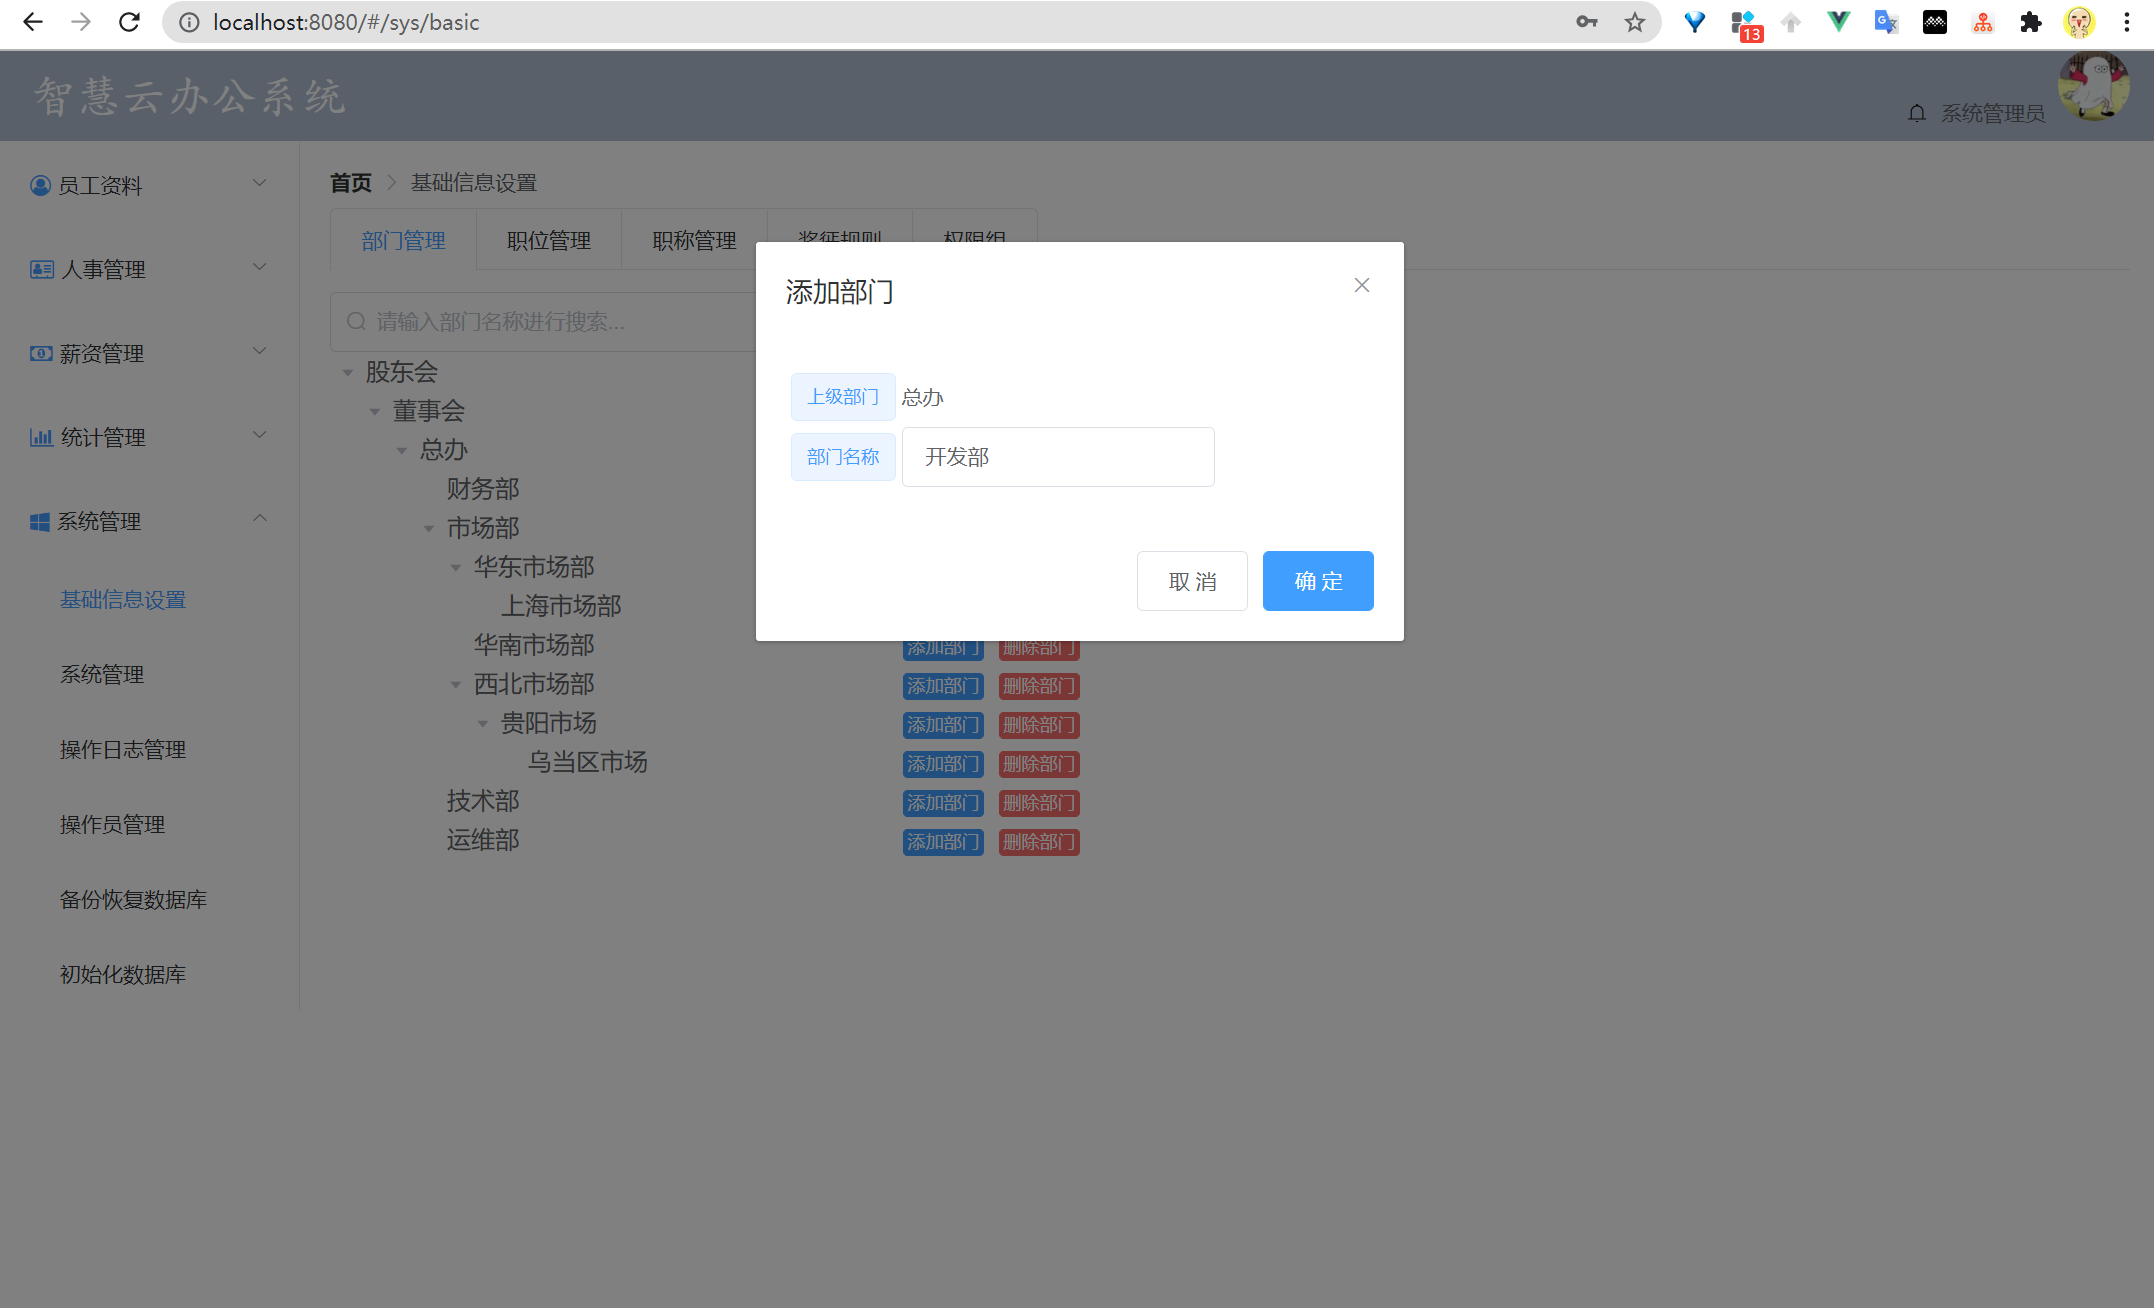 localhost:8080/#/sys/basic
13
智慧云办公系统
系统管理员
员工资料
人事管理
薪资管理
统计管理
系统管理
基础信息设置
系统管理
操作日志管理
操作员管理
备份恢复数据库
初始化数据库
首页 基础信息设置
部门管理 职位管理 职称管理 奖惩规则 权限组
请输入部门名称进行搜索...
股东会
董事会
总办
财务部
市场部
华东市场部
上海市场部
华南市场部 添加部门 删除部门
西北市场部 添加部门 删除部门
贵阳市场 添加部门 删除部门
乌当区市场 添加部门 删除部门
技术部 添加部门 删除部门
运维部 添加部门 删除部门
添加部门
上级部门 总办
部门名称 开发部
取 消 确 定